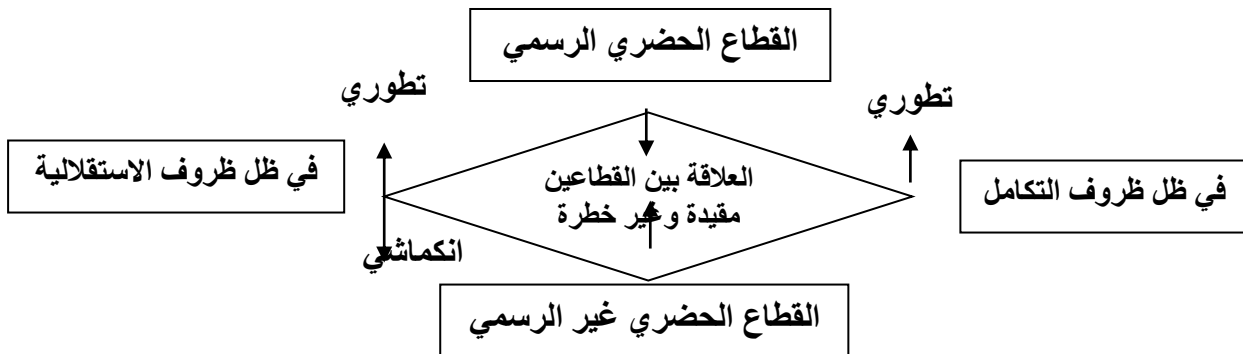 القطاع الحضري الرسمي
تطوري
تطوري
في ظل ظروف التكامل
العلاقة بين القطاعين
مقيدة وغير خطرة
في ظل ظروف الاستقلالية
انكماشي
القطاع الحضري غير الرسمي